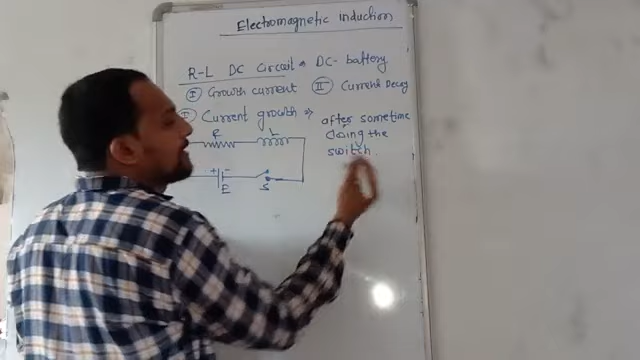 Electromagnetic induction
R-L DC Circuit → DC-battery
I Growth current II Current Decay
I Current growth ⇒ after sometime
closing the
switch.
R L
+ -
E S